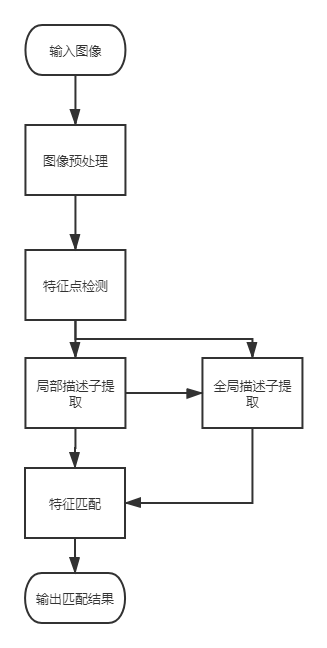 输入图像
图像预处理
特征点检测
局部描述子提
取
全局描述子提
取
特征匹配
输出匹配结果